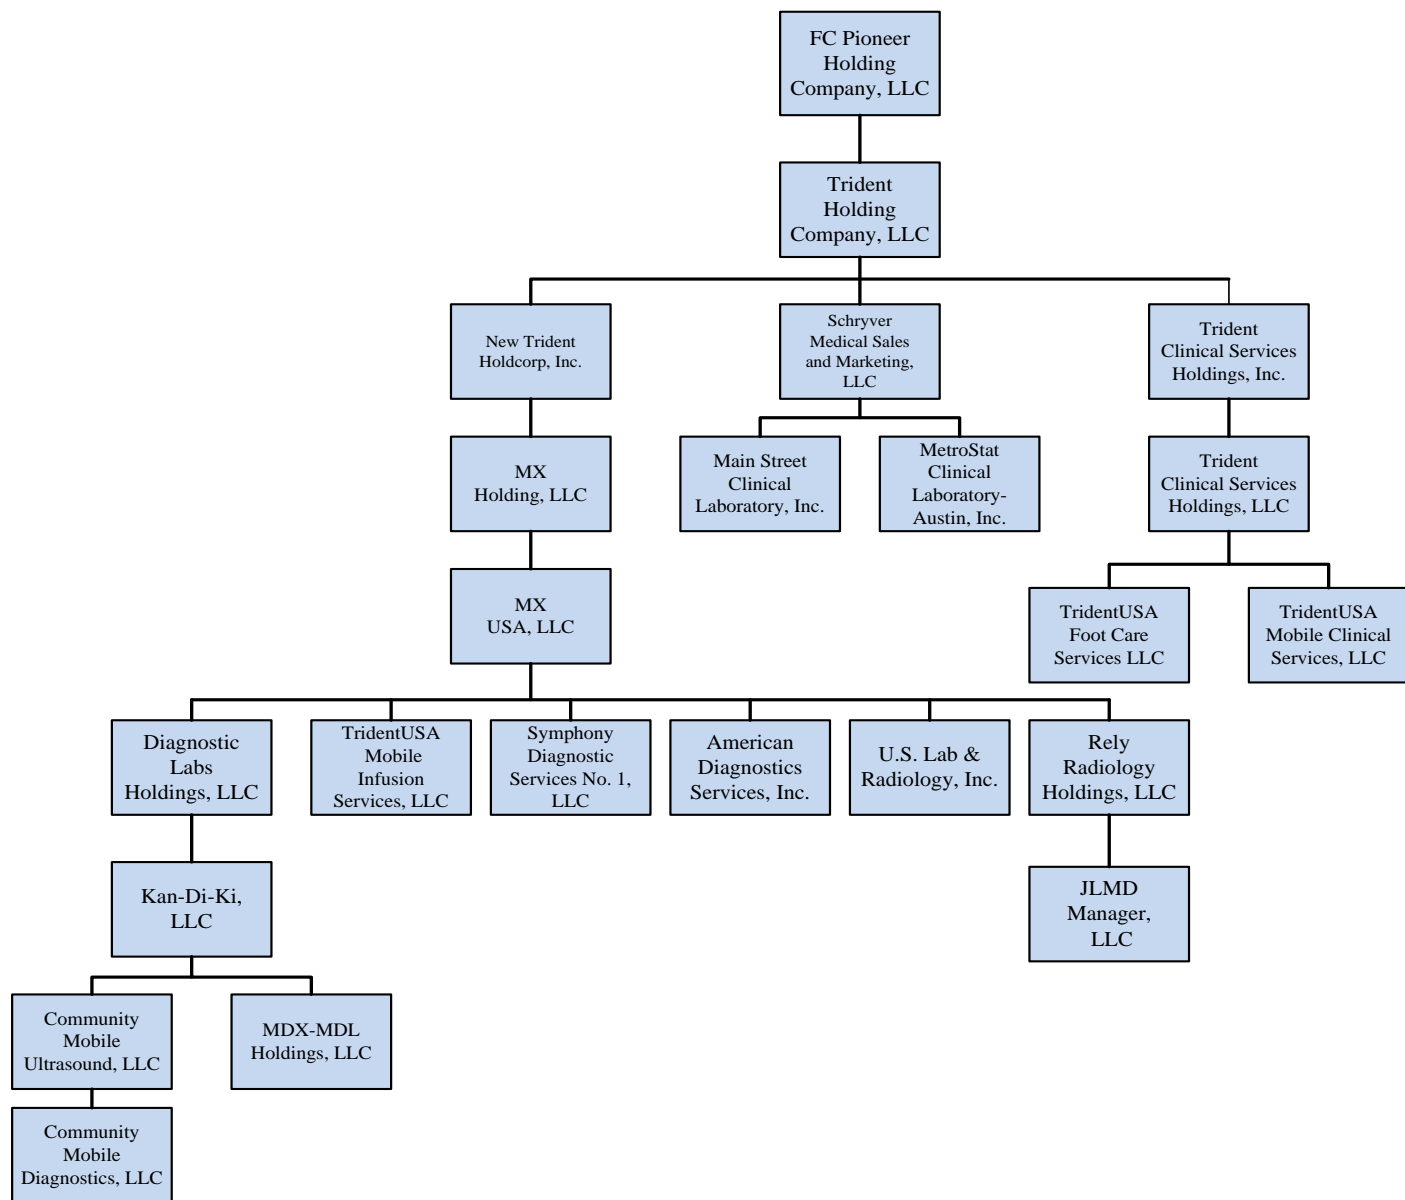 FC Pioneer
Holding
Company, LLC
Trident
Holding
Company, LLC
New Trident
Holdcorp, Inc.
Schryver
Medical Sales
and Marketing,
LLC
Trident
Clinical Services
Holdings, Inc.
MX
Holding, LLC
Main Street
Clinical
Laboratory, Inc.
MetroStat
Clinical
Laboratory-
Austin, Inc.
Trident
Clinical Services
Holdings, LLC
MX
USA, LLC
TridentUSA
Foot Care
Services LLC
TridentUSA
Mobile Clinical
Services, LLC
Diagnostic
Labs
Holdings, LLC
TridentUSA
Mobile
Infusion
Services, LLC
Symphony
Diagnostic
Services No. 1,
LLC
American
Diagnostics
Services, Inc.
U.S. Lab &
Radiology, Inc.
Rely
Radiology
Holdings, LLC
Kan-Di-Ki,
LLC
JLMD
Manager,
LLC
Community
Mobile
Ultrasound, LLC
MDX-MDL
Holdings, LLC
Community
Mobile
Diagnostics, LLC